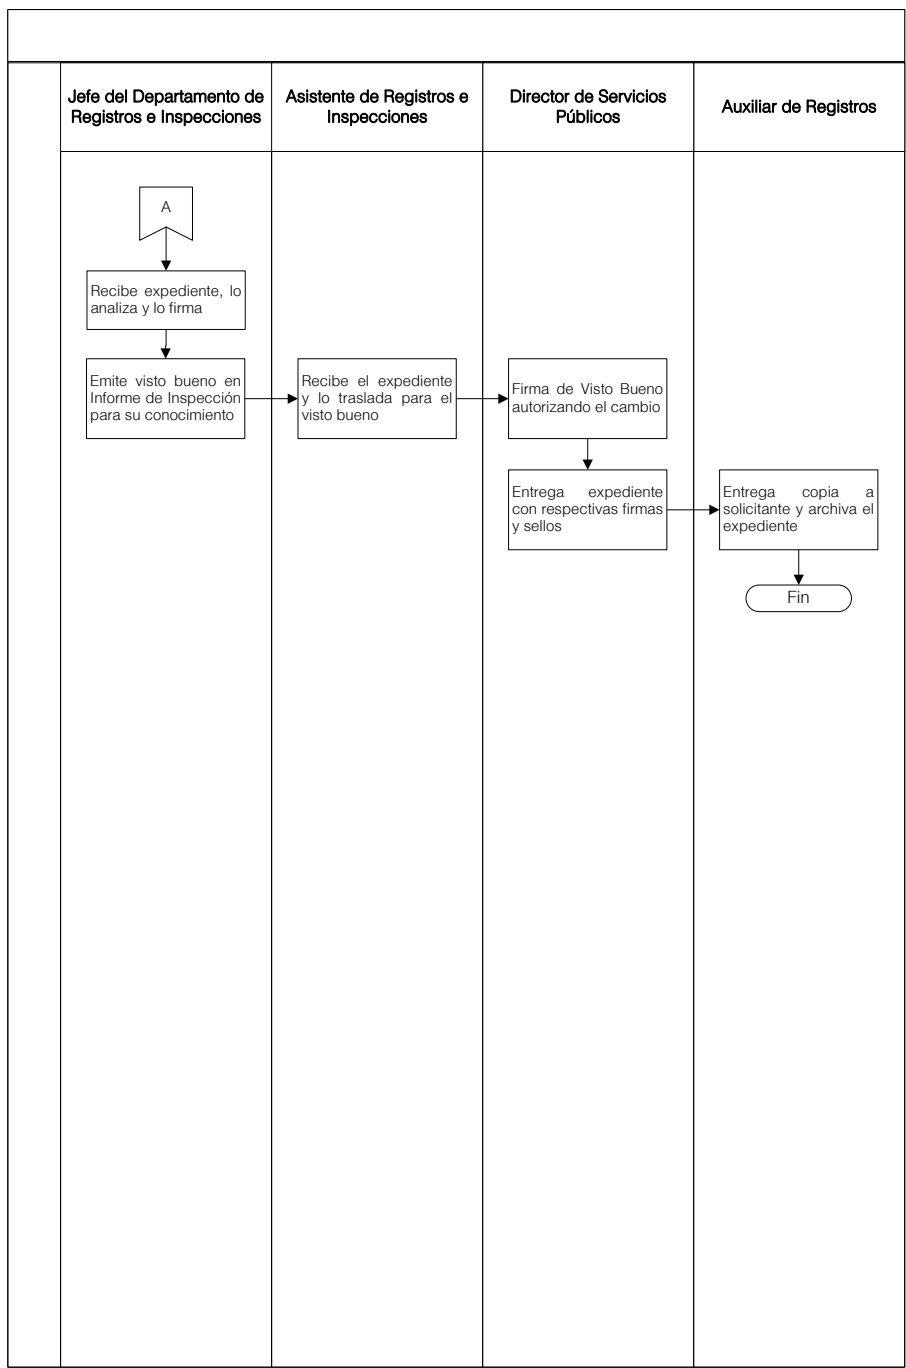 Jefe del Departamento de
Registros e Inspecciones
Asistente de Registros e
Inspecciones
Director de Servicios
Públicos
Auxiliar de Registros
A
Recibe expediente, lo
analiza y lo firma
Emite visto bueno en
Informe de Inspección
para su conocimiento
Recibe el expediente
y lo traslada para el
visto bueno
Firma de Visto Bueno
autorizando el cambio
Entrega expediente
con respectivas firmas
y sellos
Entrega copia a
solicitante y archiva el
expediente
Fin